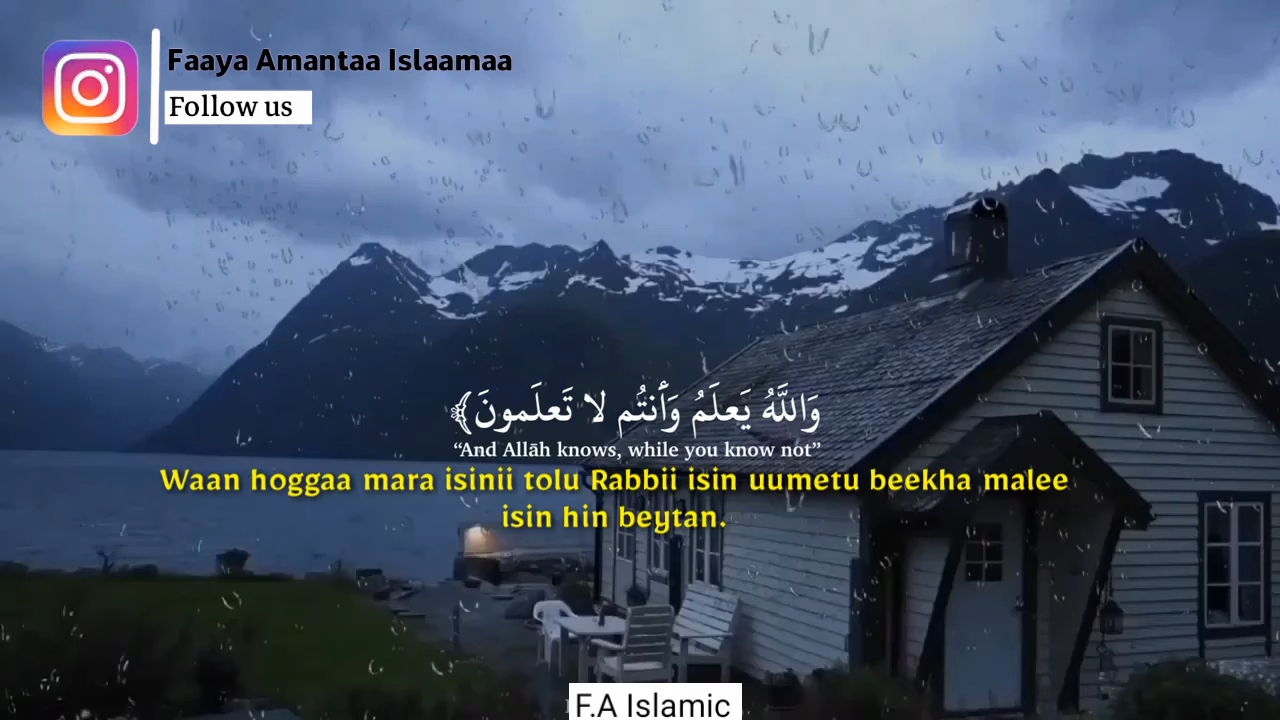 Faaya Amantaa Islaamaa
Follow us
وَاللَّهُ يَعلَمُ وَأَنتُم لا تَعلَمونَ﴾
“And Allāh knows, while you know not”
Waan hoggaa mara isinii tolu Rabbii isin uumetu beekha malee
isin hin beytan.
F.A Islamic